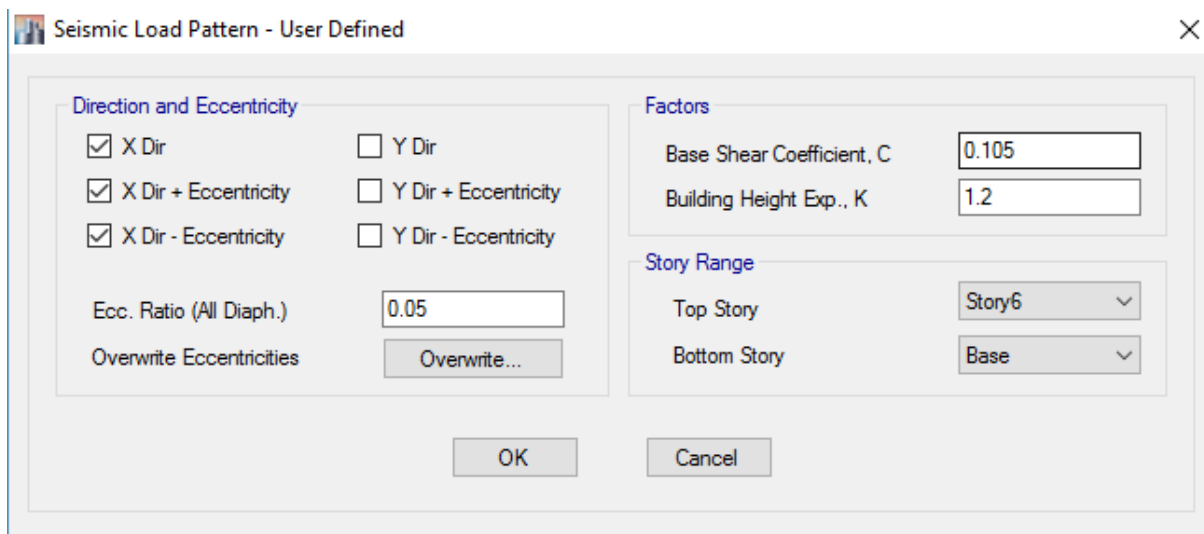 Seismic Load Pattern - User Defined
Direction and Eccentricity
X Dir
Y Dir
X Dir + Eccentricity
Y Dir + Eccentricity
X Dir - Eccentricity
Y Dir - Eccentricity
Ecc. Ratio (All Diaph.)
0.05
Overwrite Eccentricities
Overwrite...
Factors
Base Shear Coefficient, C
0.105
Building Height Exp., K
1.2
Story Range
Top Story
Story6
Bottom Story
Base
OK
Cancel